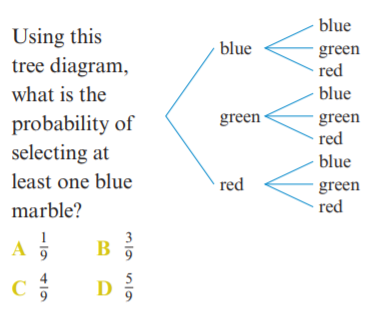 Using this
tree diagram,
what is the
probability of
selecting at
least one blue
marble?
A 1/9 B 3/9
C 4/9 D 5/9
blue
blue
green
red
green
blue
green
red
red
blue
green
red